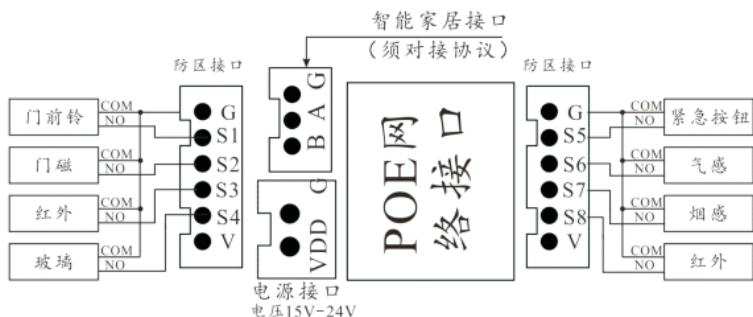 智能家居接口
（须对接协议）
防区接口
门前铃
COM
NO
门磁
COM
NO
红外
COM
NO
玻璃
COM
NO
G
S1
S2
S3
S4
V
B A G
VDD G
电源接口
电压15V-24V
POE网
络接口
防区接口
G
S5
S6
S7
S8
V
COM
NO
紧急按钮
COM
NO
气感
COM
NO
烟感
COM
NO
红外